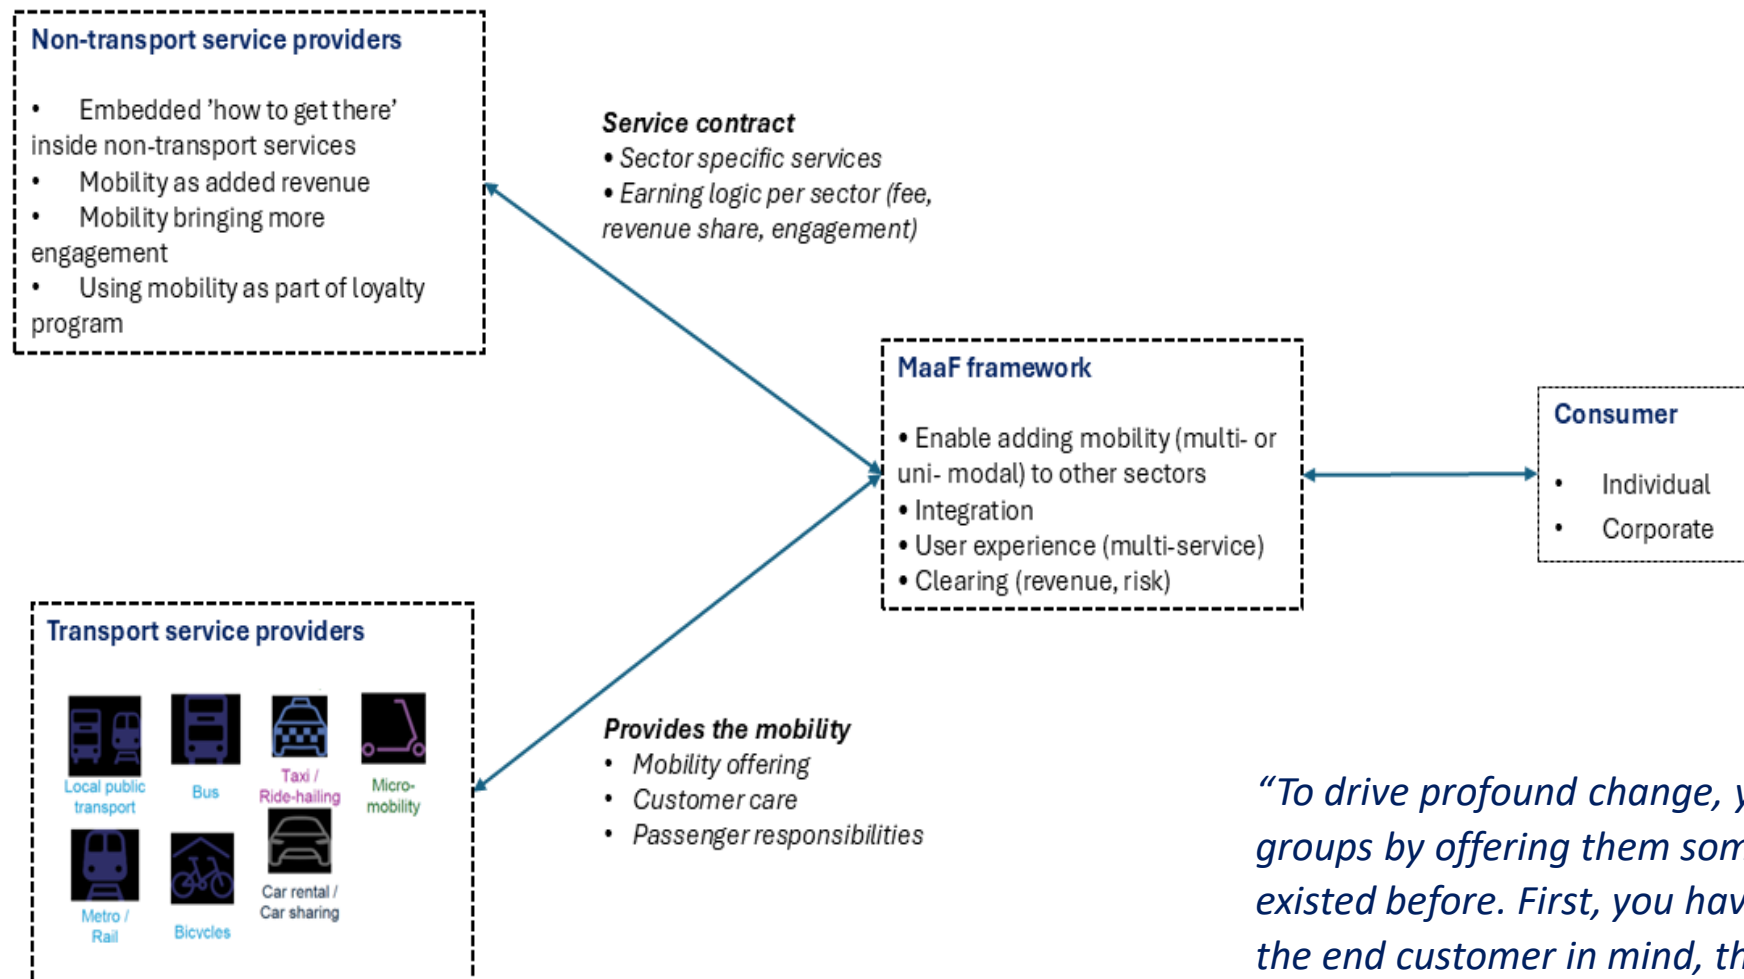 Non-transport service providers
• Embedded ’how to get there’
inside non-transport services
• Mobility as added revenue
• Mobility bringing more
engagement
• Using mobility as part of loyalty
program
Service contract
• Sector specific services
• Earning logic per sector (fee,
revenue share, engagement)
MaaF framework
• Enable adding mobility (multi- or
uni- modal) to other sectors
• Integration
• User experience (multi-service)
• Clearing (revenue, risk)
Consumer
• Individual
• Corporate
Transport service providers
Local public
transport
Bus
Taxi /
Ride-hailing
Micro-
mobility
Metro /
Rail
Bicycles
Car rental /
Car sharing
Provides the mobility
• Mobility offering
• Customer care
• Passenger responsibilities
“To drive profound change,
groups by offering them
existed before. First, you
the end customer in mind,